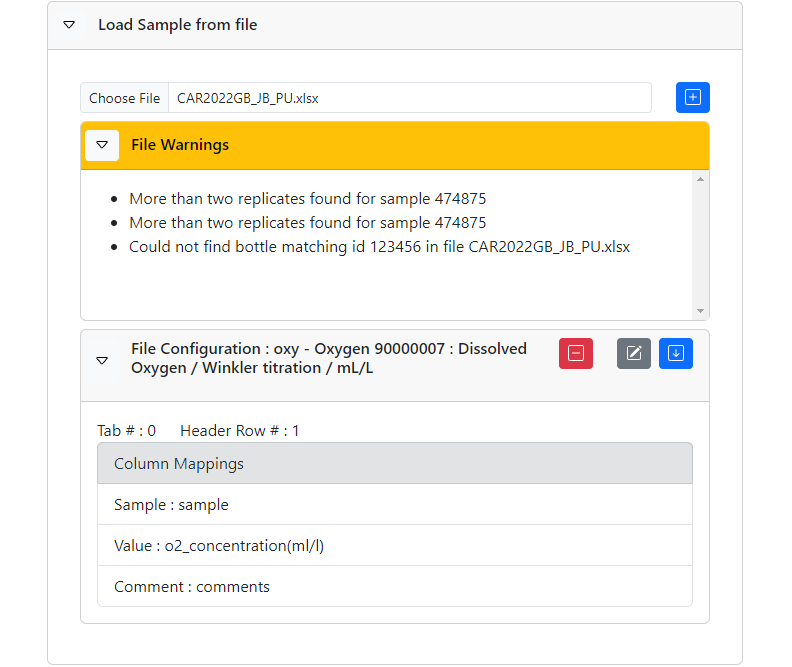 Load Sample from file
Choose File CAR2022GB_JB_PU.xlsx
File Warnings
More than two replicates found for sample 474875
More than two replicates found for sample 474875
Could not find bottle matching id 123456 in file CAR2022GB_JB_PU.xlsx
File Configuration : oxy - Oxygen 90000007 : Dissolved
Oxygen / Winkler titration / mL/L
Tab # : 0 Header Row # : 1
Column Mappings
Sample : sample
Value : o2_concentration(ml/l)
Comment : comments